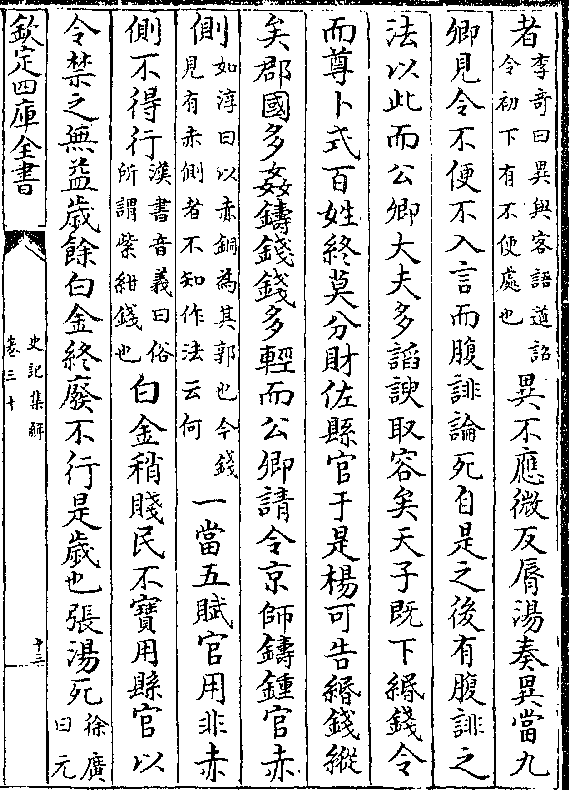 者李奇曰異與客語道詔令初下有不便處也異不應微反脣湯奏異當九
卿見令不便不入言而腹誹論死自是之後有腹誹之
法以此而公卿大夫多謟諛取容矣天子既下緡錢令
而尊卜式百姓終莫分財佐縣官于是楊可告緡錢縱
矣郡國多姦鑄錢錢多輕而公卿請令京師鑄鍾官赤
側如淳曰以赤銅為其郭也今錢見有赤側者不知作法云何一當五賦官用非赤
側不得行漢書音義曰俗所謂紫紺錢也白金稍賤民不寶用縣官以
令禁之無益歲餘白金終廢不行是歲也張湯死徐廣曰元
欽定四庫全書
史記集解
卷三十
十三